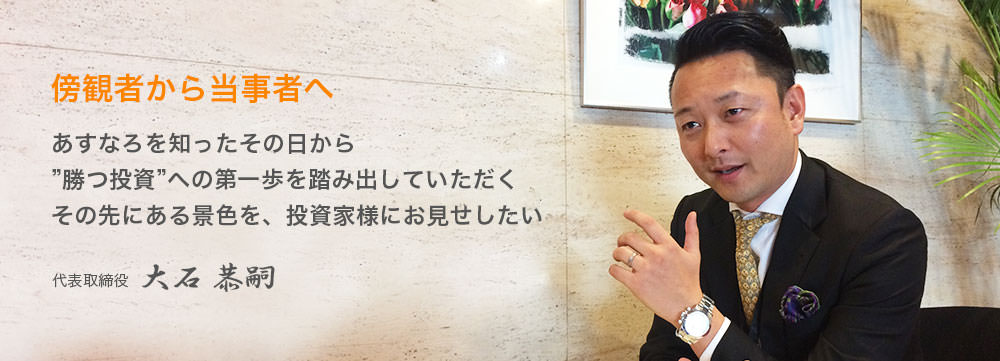 傍観者から当事者へ
あすなろを知ったその日から
”勝つ投資”への第一歩を踏み出していただく
その先にある景色を、投資家様にお見せしたい
代表取締役 大石 恭嗣